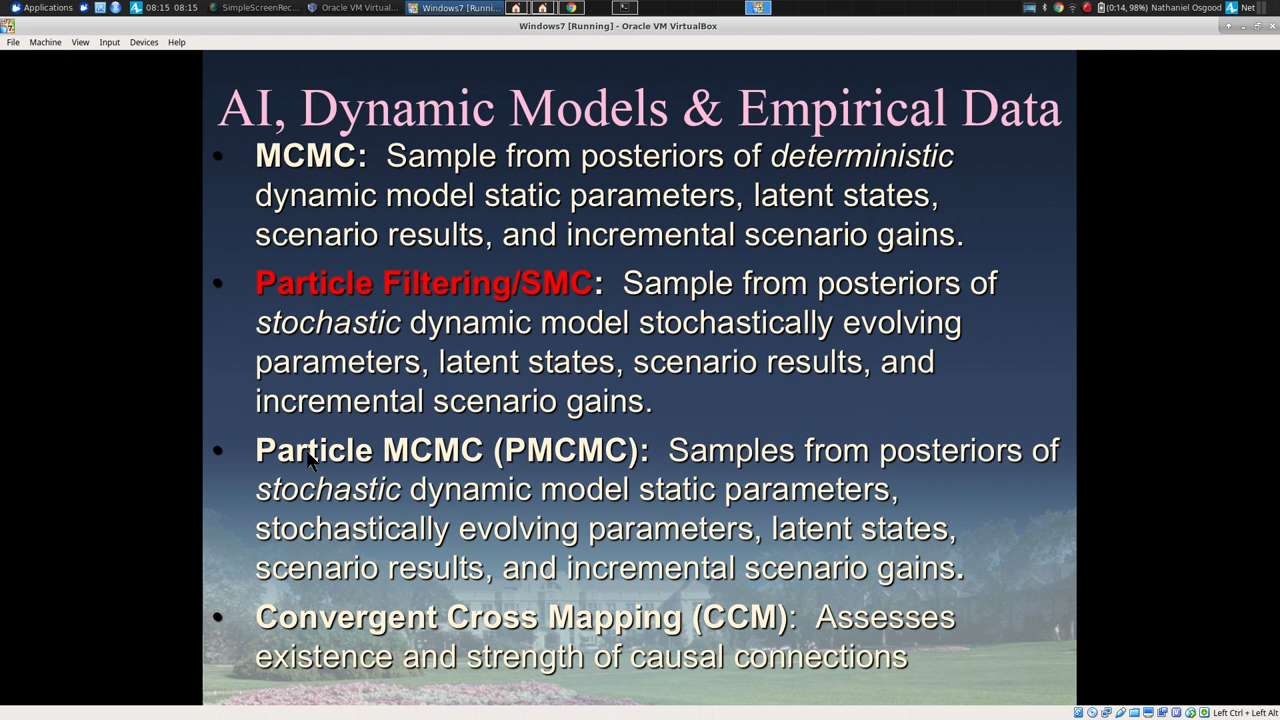 Applications
08:15 08:15
SimpleScreenRec...
Oracle VM Virtual...
Windows7 [Runni...
(0:14, 98%) Nathaniel Osgood
Net
Windows7 [Running] - Oracle VM VirtualBox
File Machine View Input Devices Help
AI, Dynamic Models & Empirical Data
• MCMC: Sample from posteriors of deterministic
dynamic model static parameters, latent states,
scenario results, and incremental scenario gains.
• Particle Filtering/SMC: Sample from posteriors of
stochastic dynamic model stochastically evolving
parameters, latent states, scenario results, and
incremental scenario gains.
• Particle MCMC (PMCMC): Samples from posteriors of
stochastic dynamic model static parameters,
stochastically evolving parameters, latent states,
scenario results, and incremental scenario gains.
• Convergent Cross Mapping (CCM): Assesses
existence and strength of causal connections
Left Ctrl + Left Alt